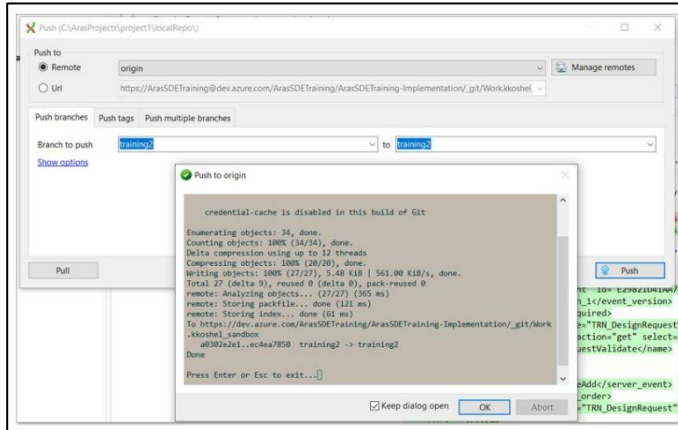 Push (C:\ArasProjects\project1\localRepo\)
Push to
Remote
origin
Manage remotes
Url
https://ArasSDETraining@dev.azure.com/ArasSDETraining/ArasSDETraining-Implementation/_git/Work.kkoshel_
Push branches Push tags Push multiple branches
Branch to push
training2
to
training2
Show options
Push to origin
credential-cache is disabled in this build of Git
Enumerating objects: 34, done.
Counting objects: 100% (34/34), done.
Delta compression using up to 12 threads
Compressing objects: 100% (20/20), done.
Writing objects: 100% (27/27), 5.48 KiB | 561.00 KiB/s, done.
Total 27 (delta 9), reused 0 (delta 0), pack-reused 0
remote: Analyzing objects... (27/27) (365 ms)
remote: Storing packfile... done (121 ms)
remote: Storing index... done (61 ms)
To https://dev.azure.com/ArasSDETraining/ArasSDETraining-Implementation/_git/Work
.kkoshel_sandbox
a0302e2e1..ec4ea7850 training2 -> training2
Done
Press Enter or Esc to exit...
Keep dialog open
OK
Abort
Pull
Push
n_1</event_version>
quired>
e="TRN_DesignRequest
action="get" select=
uestValidate</name>
eAdd</server_event>
_order>
="TRN_DesignRequest"